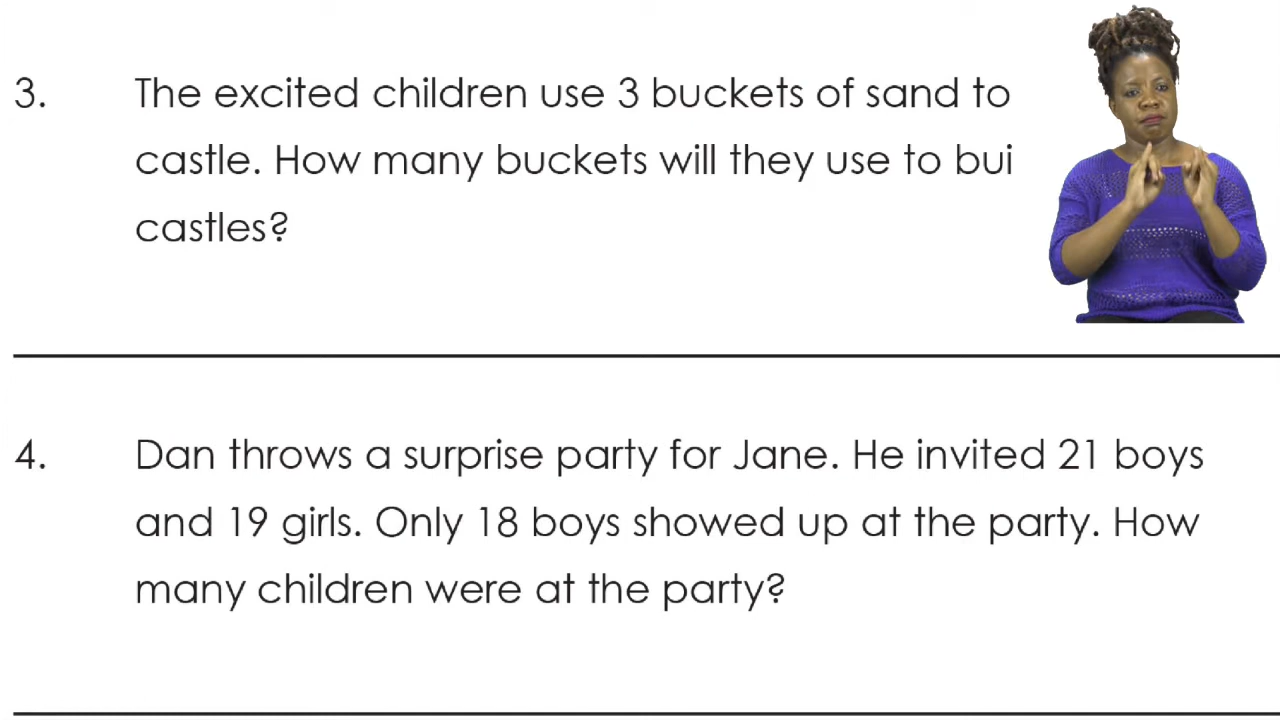 3. The excited children use 3 buckets of sand to
castle. How many buckets will they use to bui
castles?
4. Dan throws a surprise party for Jane. He invited 21 boys
and 19 girls. Only 18 boys showed up at the party. How
many children were at the party?